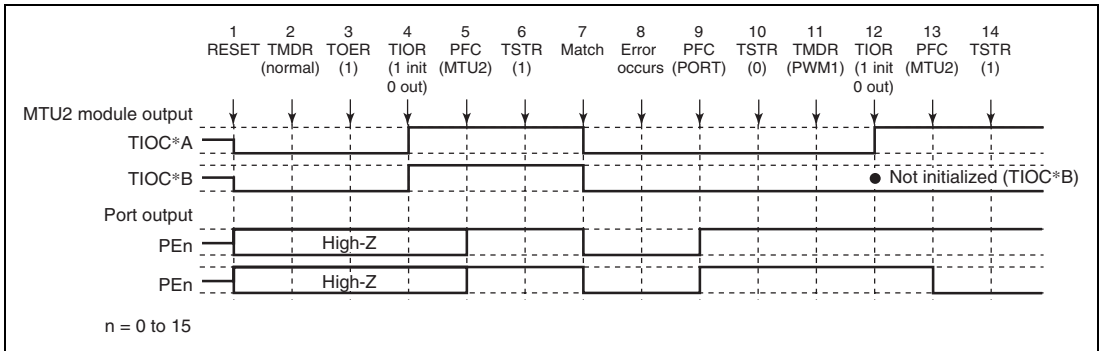 1 2 3 4 5 6 7 8 9 10 11 12 13 14
RESET TMDR TOER TIOR PFC TSTR Match Error PFC TSTR TMDR TIOR PFC TSTR
(normal) (1) (1 init (MTU2) (1) occurs (PORT) (0) (PWM1) (1 init (MTU2) (1)
0 out) 0 out)
MTU2 module output
TIOC*A
TIOC*B
● Not initialized (TIOC*B)
Port output
PEn High-Z
PEn High-Z
n = 0 to 15